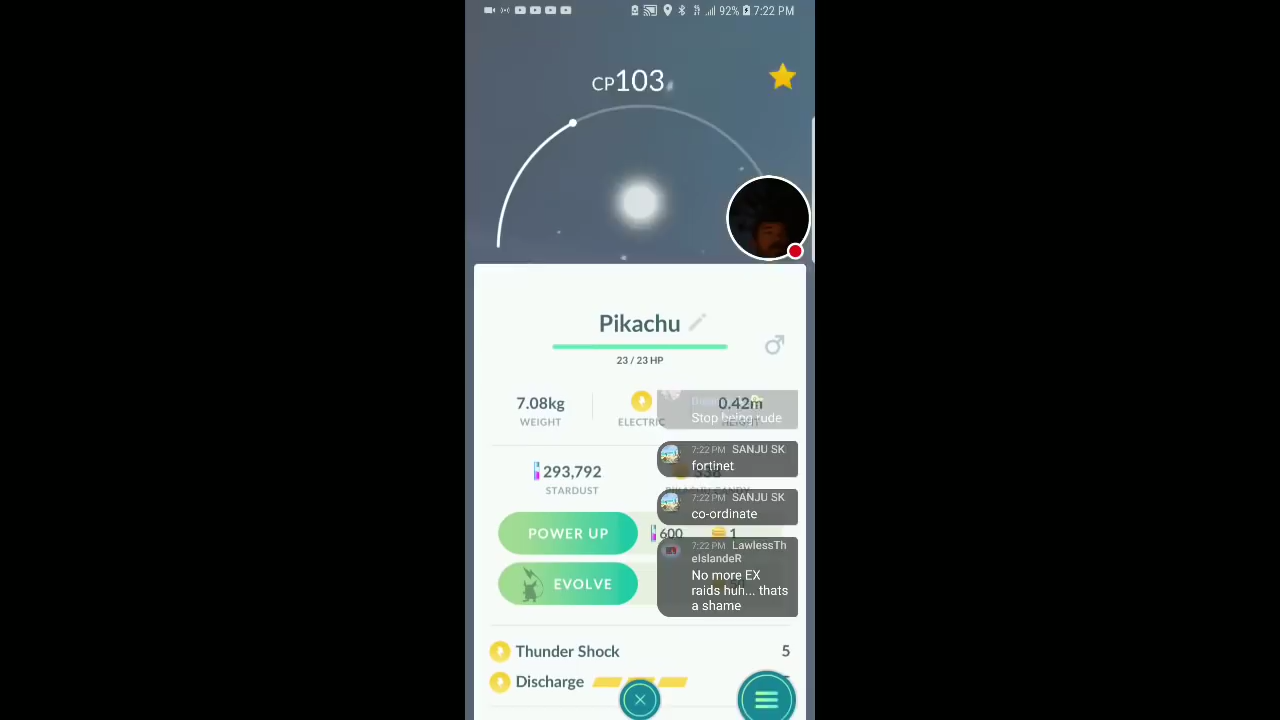 92% 7:22 PM
CP103
Pikachu
23 / 23 HP
7.08kg
WEIGHT
ELECTRIC
0.42m
HEIGHT
Stop being rude
293,792
STARDUST
7:22 PM SANJU SK
fortinet
7:22 PM SANJU SK
co-ordinate
POWER UP
600
1
EVOLVE
7:22 PM LawlessTh
eIslandeR
No more EX
raids huh... thats
a shame
Thunder Shock
5
Discharge